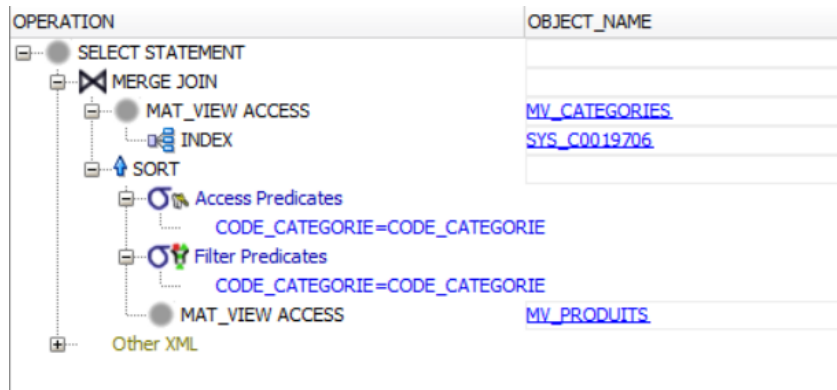 OPERATION OBJECT_NAME
SELECT STATEMENT
MERGE JOIN
MAT_VIEW ACCESS MV_CATEGORIES
INDEX SYS_C0019706
SORT
Access Predicates
CODE_CATEGORIE=CODE_CATEGORIE
Filter Predicates
CODE_CATEGORIE=CODE_CATEGORIE
MAT_VIEW ACCESS MV_PRODUITS
Other XML